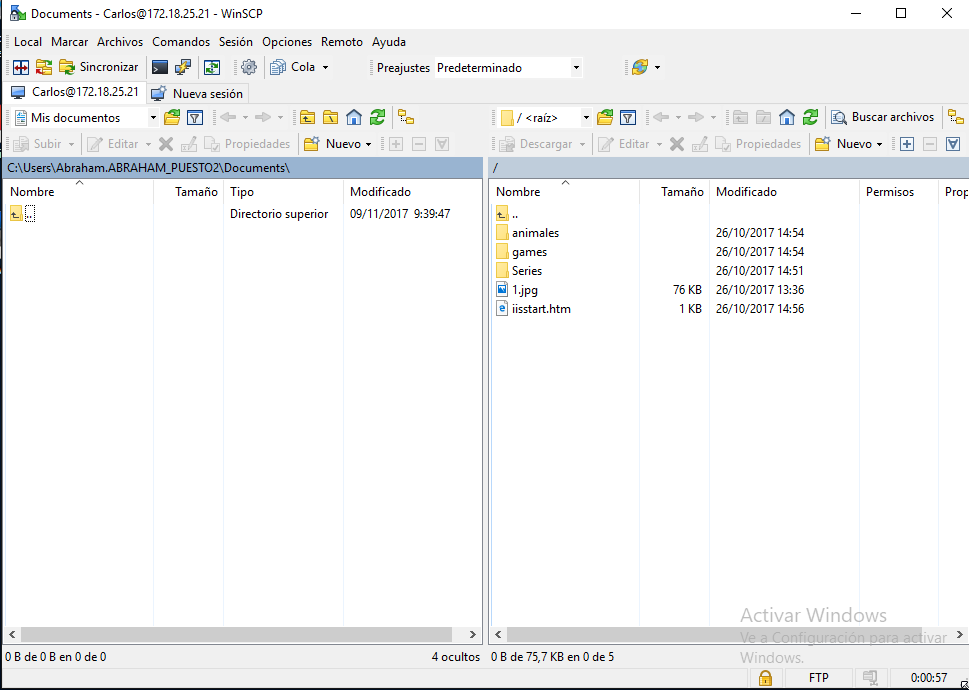 Documents - Carlos@172.18.25.21 - WinSCP
Local Marcar Archivos Comandos Sesión Opciones Remoto Ayuda
Sincronizar Cola Preajustes Predeterminado
Carlos@172.18.25.21 Nueva sesión
Mis documentos / <raíz> Buscar archivos
Subir Editar Propiedades Nuevo Descargar Editar Propiedades Nuevo
C:\Users\Abraham.ABRAHAM_PUESTO2\Documents\ /
Nombre Tamaño Tipo Modificado Nombre Tamaño Modificado Permisos Prop
.. Directorio superior 09/11/2017 9:39:47 ..
animales 26/10/2017 14:54
games 26/10/2017 14:54
Series 26/10/2017 14:51
1.jpg 76 KB 26/10/2017 13:36
iisstart.htm 1 KB 26/10/2017 14:56
Activar Windows
Ve a Configuración para activar
Windows.
0 B de 0 B en 0 de 0 4 ocultos 0 B de 75,7 KB en 0 de 5
FTP 0:00:57